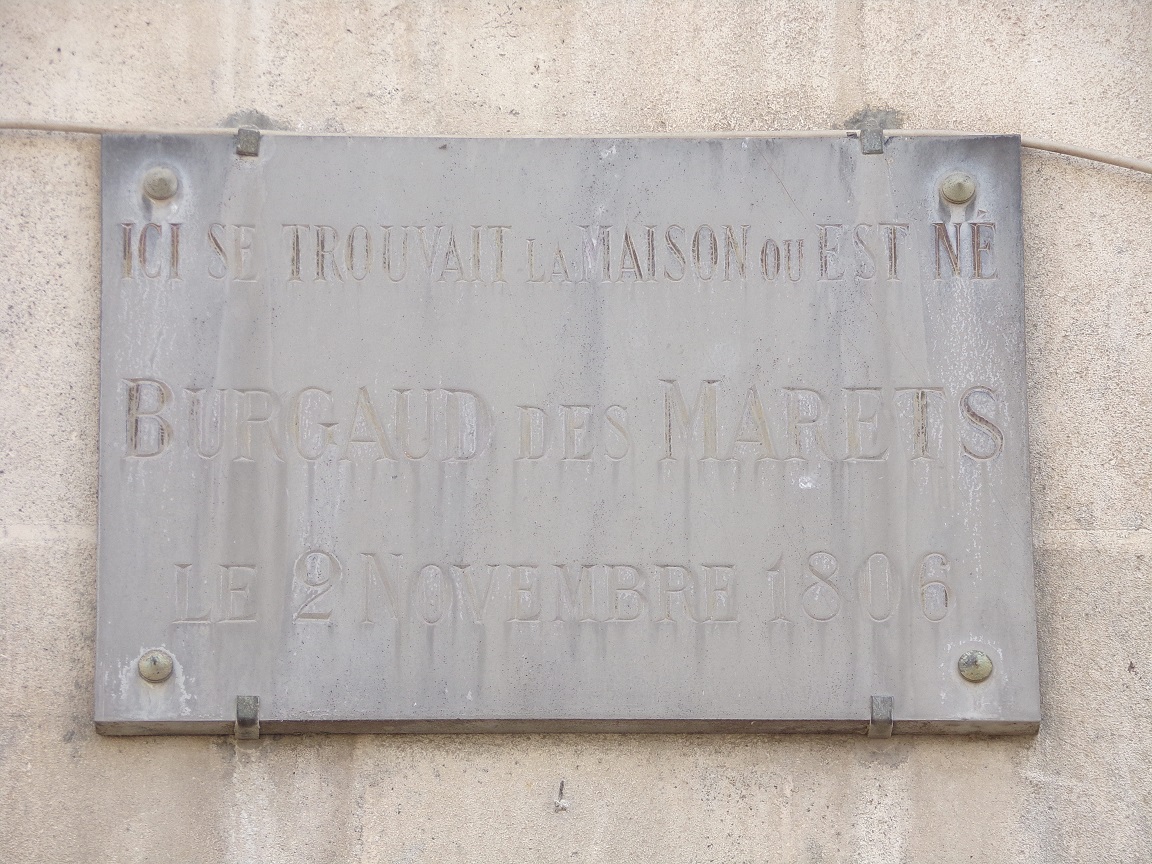 ICI SE TROUVAIT LA MAISON OU EST NÉ
BURGAUD DES MARETS
LE 2 NOVEMBRE 1806